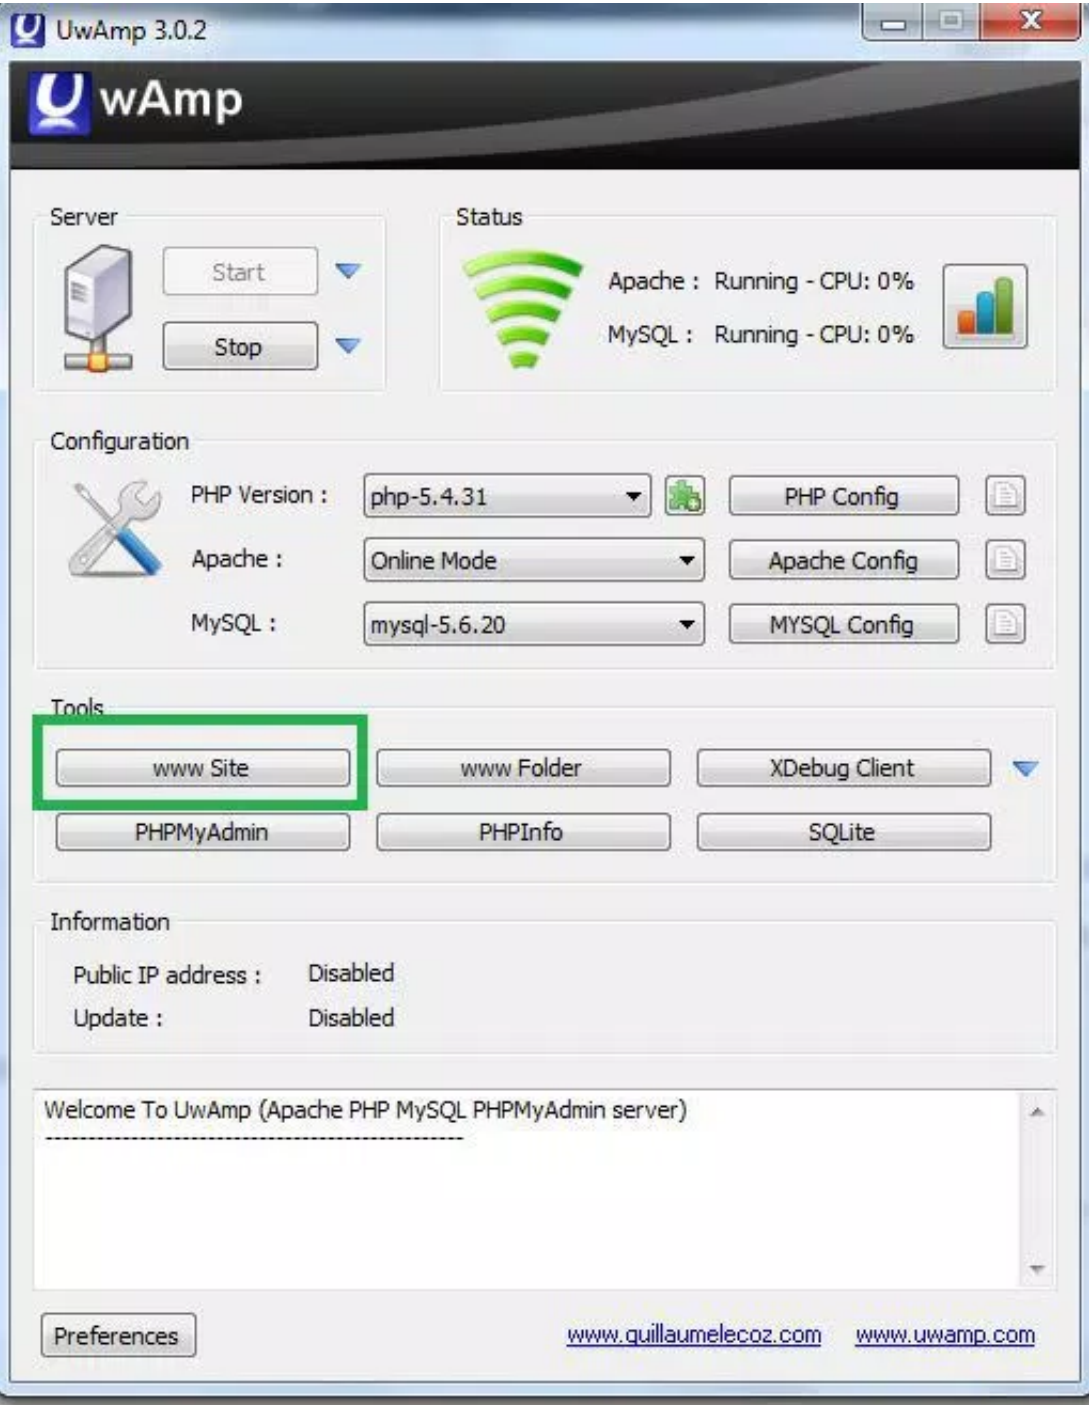 UwAmp 3.0.2
UwAmp
Server
Status
Start
Apache : Running - CPU: 0%
Stop
MySQL : Running - CPU: 0%
Configuration
PHP Version : php-5.4.31 PHP Config
Apache : Online Mode Apache Config
MySQL : mysql-5.6.20 MYSQL Config
Tools
www Site www Folder XDebug Client
PHPMyAdmin PHPInfo SQLite
Information
Public IP address : Disabled
Update : Disabled
Welcome To UwAmp (Apache PHP MySQL PHPMyAdmin server)
-------------------------------------------------
Preferences www.guillaumelecoz.com www.uwamp.com